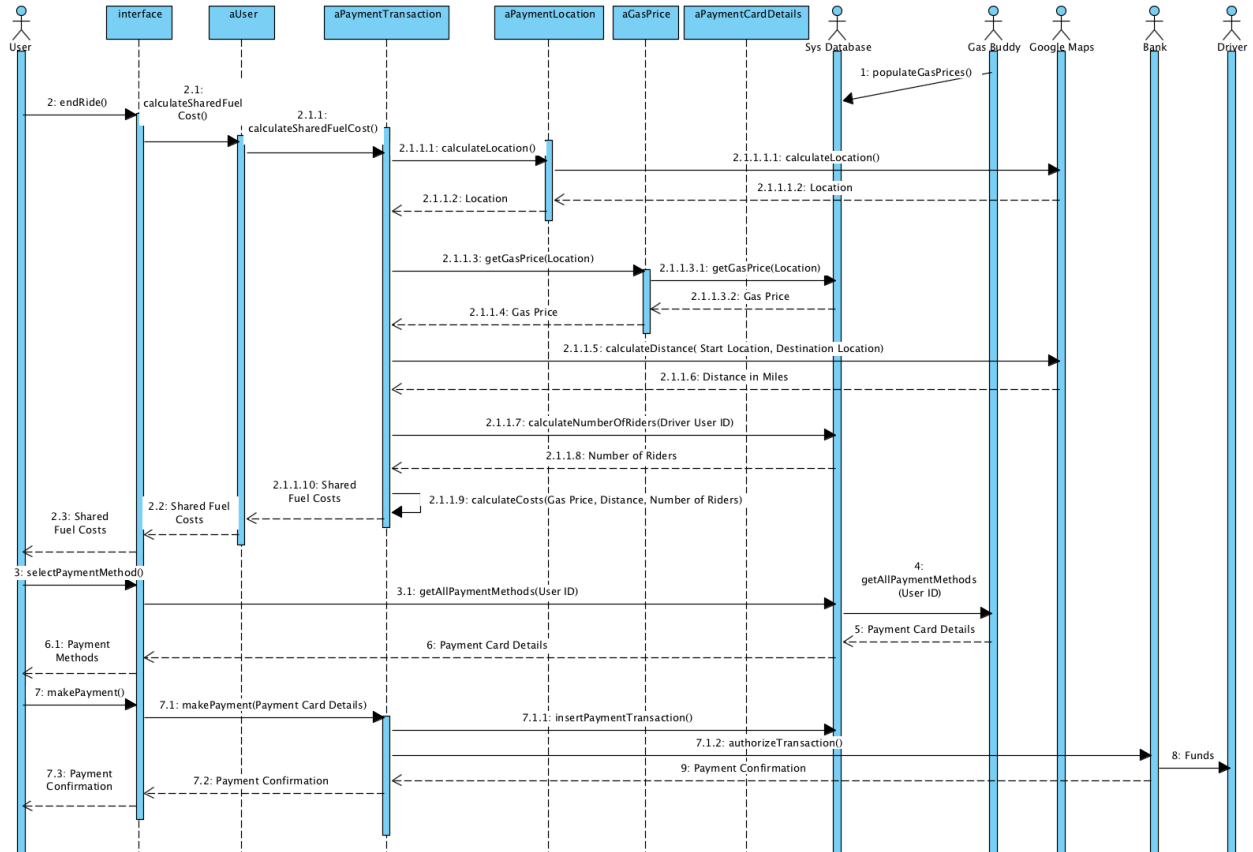 interface
aUser
aPaymentTransaction
aPaymentLocation
aGasPrice
aPaymentCardDetails
User
Sys Database
Gas Buddy
Google Maps
Bank
Driver
1: populateGasPrices()
2: endRide()
2.1:
calculateSharedFuel
Cost()
2.1.1:
calculateSharedFuelCost()
2.1.1.1: calculateLocation()
2.1.1.1.1: calculateLocation()
2.1.1.1.2: Location
2.1.1.2: Location
2.1.1.3: getGasPrice(Location)
2.1.1.3.1: getGasPrice(Location)
2.1.1.3.2: Gas Price
2.1.1.4: Gas Price
2.1.1.5: calculateDistance( Start Location, Destination Location)
2.1.1.6: Distance in Miles
2.1.1.7: calculateNumberOfRiders(Driver User ID)
2.1.1.8: Number of Riders
2.1.1.9: calculateCosts(Gas Price, Distance, Number of Riders)
2.1.1.10: Shared
Fuel Costs
2.2: Shared Fuel
Costs
2.3: Shared
Fuel Costs
3: selectPaymentMethod()
3.1: getAllPaymentMethods(User ID)
4:
getAllPaymentMethods
(User ID)
5: Payment Card Details
6: Payment Card Details
6.1: Payment
Methods
7: makePayment()
7.1: makePayment(Payment Card Details)
7.1.1: insertPaymentTransaction()
7.1.2: authorizeTransaction()
8: Funds
9: Payment Confirmation
7.2: Payment Confirmation
7.3: Payment
Confirmation